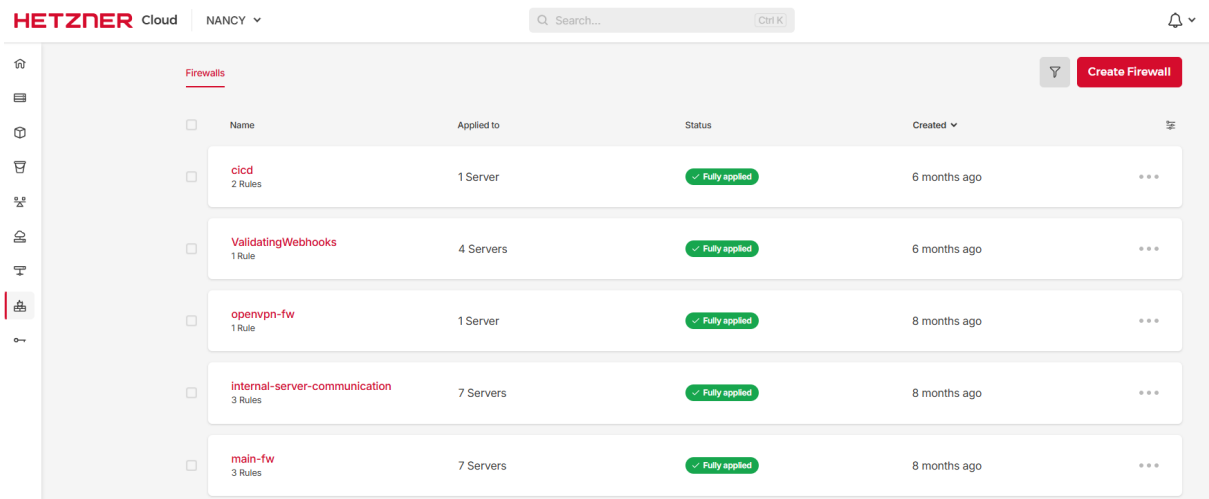 HETZNER Cloud NANCY Search... Ctrl K
Firewalls Create Firewall
Name Applied to Status Created
cicd
2 Rules
1 Server Fully applied 6 months ago
ValidatingWebhooks
1 Rule
4 Servers Fully applied 6 months ago
openvpn-fw
1 Rule
1 Server Fully applied 8 months ago
internal-server-communication
3 Rules
7 Servers Fully applied 8 months ago
main-fw
3 Rules
7 Servers Fully applied 8 months ago